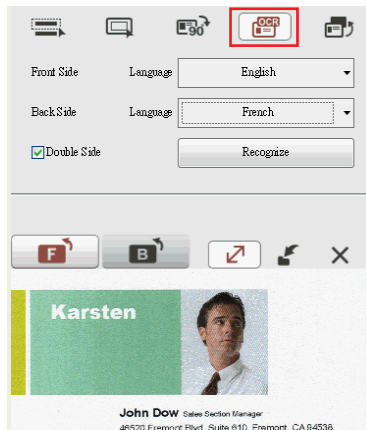 90° OCR
Front Side Language English
Back Side Language French
Double Side Recognize
F B
Karsten
John Dow Sales Section Manager
46520 Fremont Blvd. Suite 610, Fremont, CA 94538